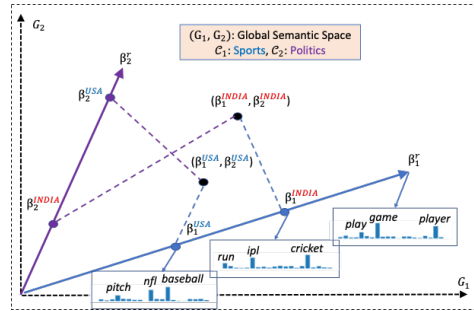 G₂
(G₁, G₂): Global Semantic Space
𝒞₁: Sports, 𝒞₂: Politics
β₂ʳ
β₂ᵁˢᴬ
(β₁ᴵᴺᴰᴵᴬ, β₂ᴵᴺᴰᴵᴬ)
(β₁ᵁˢᴬ, β₂ᵁˢᴬ)
β₁ʳ
β₂ᴵᴺᴰᴵᴬ
β₁ᴵᴺᴰᴵᴬ
β₁ᵁˢᴬ
play game player
run ipl cricket
pitch nfl baseball
G₁